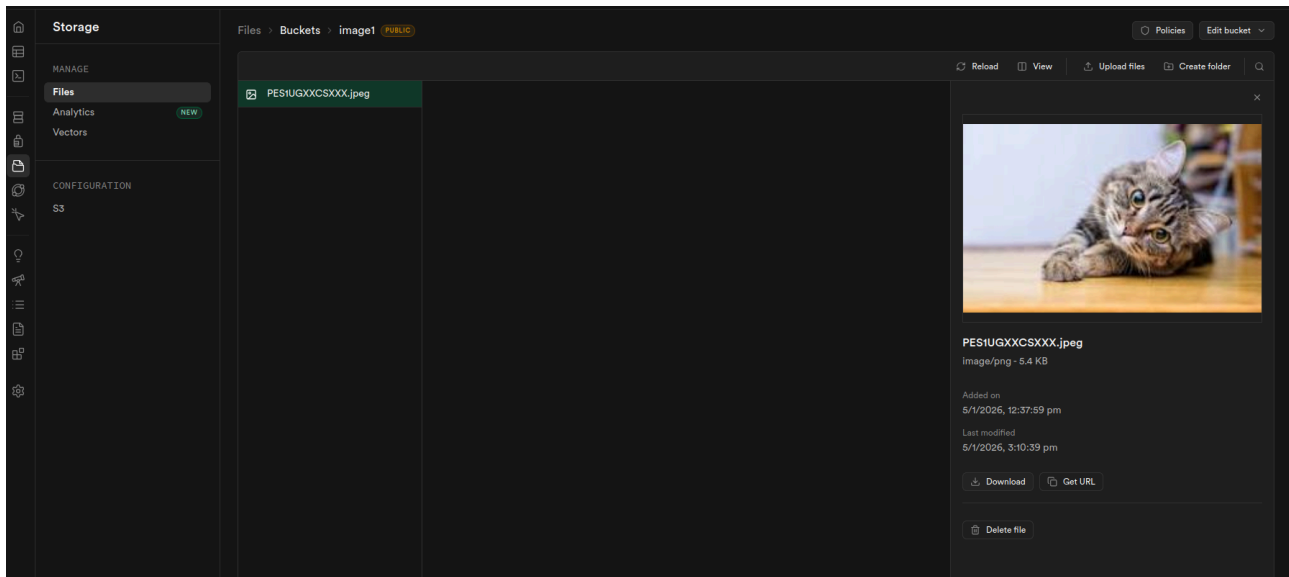 Storage
Files > Buckets > image1 PUBLIC
Policies
Edit bucket
MANAGE
Files
Analytics NEW
Vectors
CONFIGURATION
S3
Reload
View
Upload files
Create folder
PES1UGXXCSXXX.jpeg
PES1UGXXCSXXX.jpeg
image/png - 5.4 KB
Added on
5/1/2026, 12:37:59 pm
Last modified
5/1/2026, 3:10:39 pm
Download
Get URL
Delete file